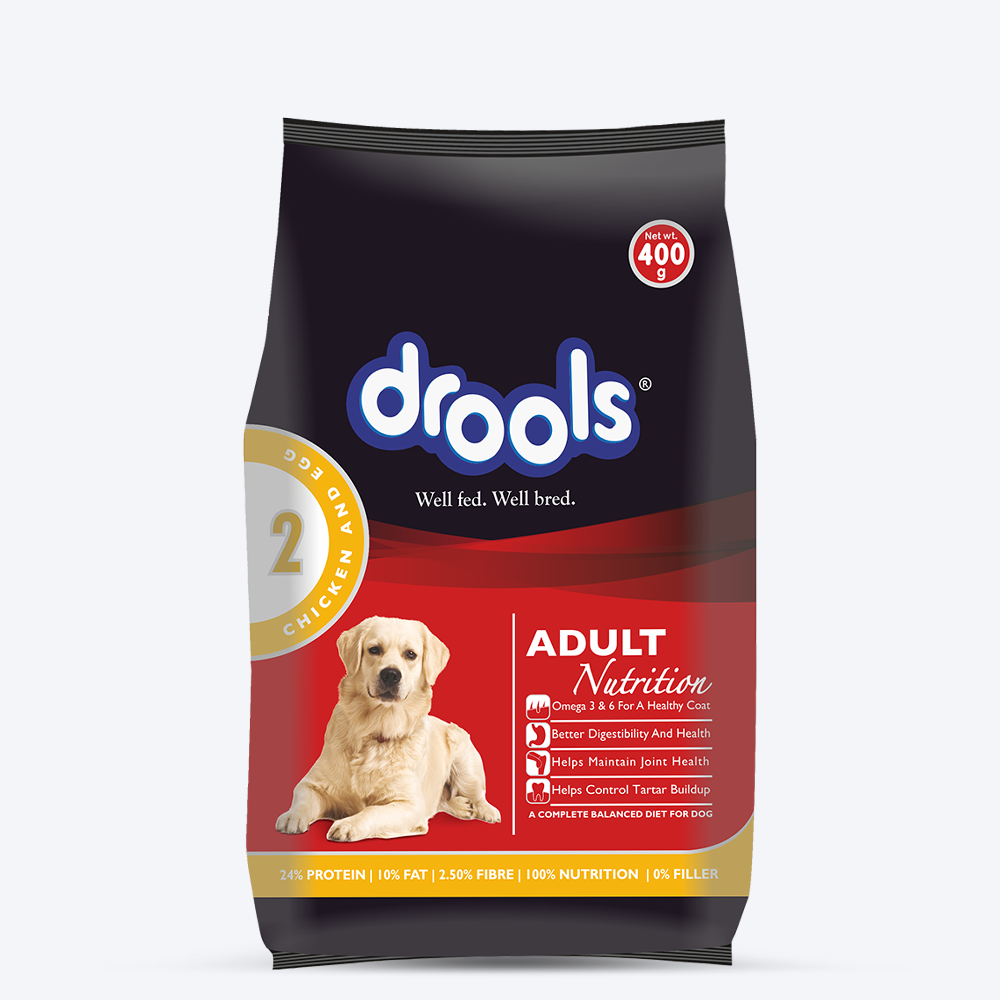 Net wt.
400
g
drools®
Well fed. Well bred.
CHICKEN AND EGG
2
ADULT
Nutrition
Omega 3 & 6 For A Healthy Coat
Better Digestibility And Health
Helps Maintain Joint Health
Helps Control Tartar Buildup
A COMPLETE BALANCED DIET FOR DOG
24% PROTEIN | 10% FAT | 2.50% FIBRE | 100% NUTRITION | 0% FILLER